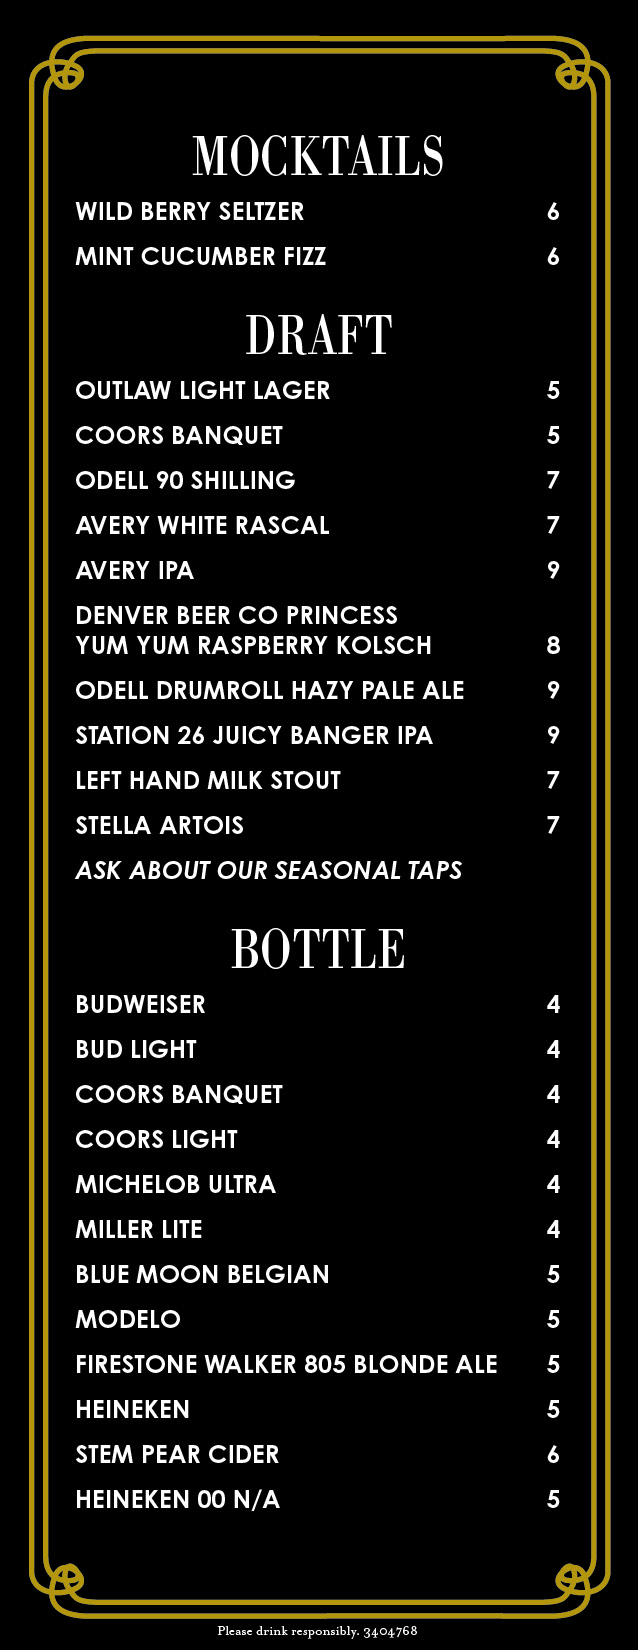 MOCKTAILS
WILD BERRY SELTZER 6
MINT CUCUMBER FIZZ 6
DRAFT
OUTLAW LIGHT LAGER 5
COORS BANQUET 5
ODELL 90 SHILLING 7
AVERY WHITE RASCAL 7
AVERY IPA 9
DENVER BEER CO PRINCESS
YUM YUM RASPBERRY KOLSCH 8
ODELL DRUMROLL HAZY PALE ALE 9
STATION 26 JUICY BANGER IPA 9
LEFT HAND MILK STOUT 7
STELLA ARTOIS 7
ASK ABOUT OUR SEASONAL TAPS
BOTTLE
BUDWEISER 4
BUD LIGHT 4
COORS BANQUET 4
COORS LIGHT 4
MICHELOB ULTRA 4
MILLER LITE 4
BLUE MOON BELGIAN 5
MODELO 5
FIRESTONE WALKER 805 BLONDE ALE 5
HEINEKEN 5
STEM PEAR CIDER 6
HEINEKEN 00 N/A 5
Please drink responsibly. 3404768